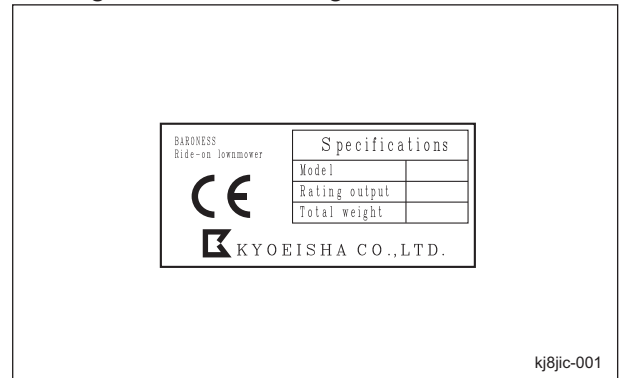 BARONESS
Ride-on lownmower
Specifications
Model
Rating output
Total weight
CE
KYOEISHA CO.,LTD.
kj8jic-001